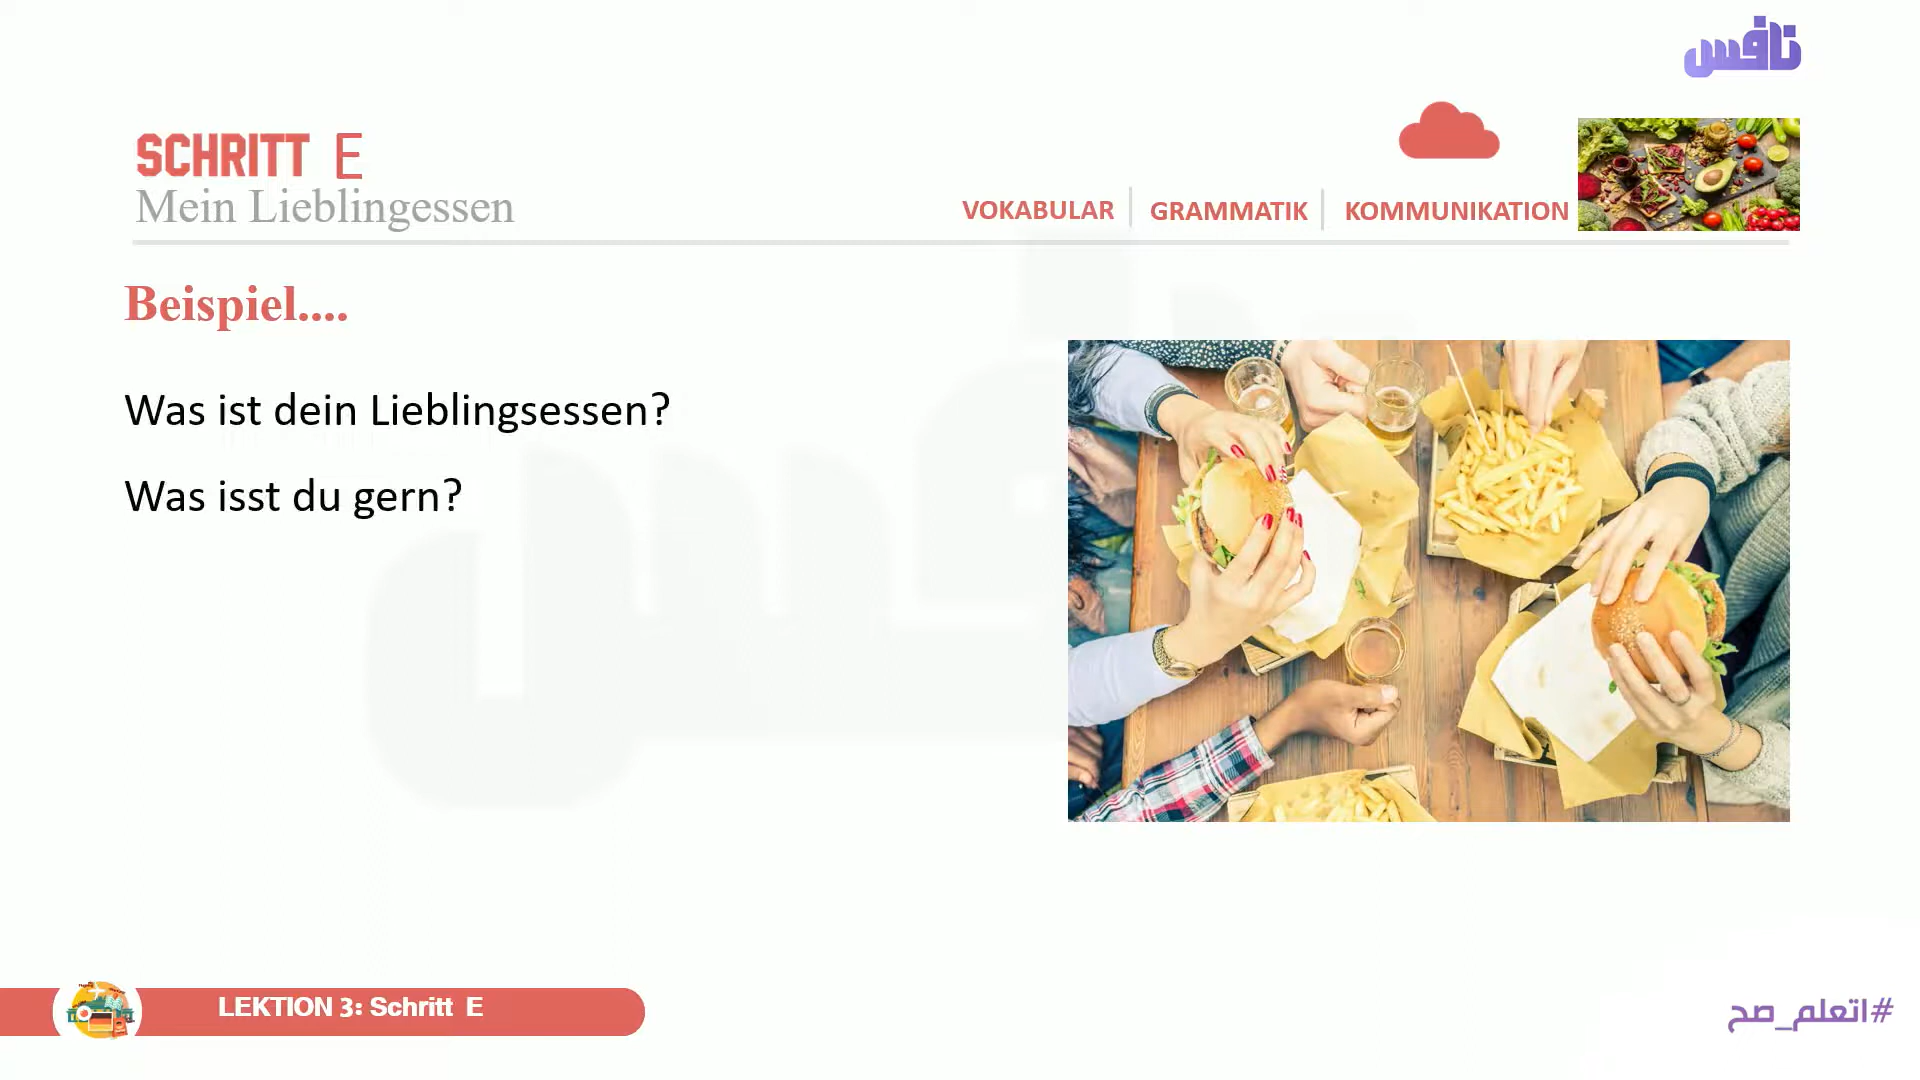 نافس
SCHRITT E
Mein Lieblingessen
VOKABULAR
GRAMMATIK
KOMMUNIKATION
Beispiel....
Was ist dein Lieblingsessen?
Was isst du gern?
LEKTION 3: Schritt E
#اتعلم_صح